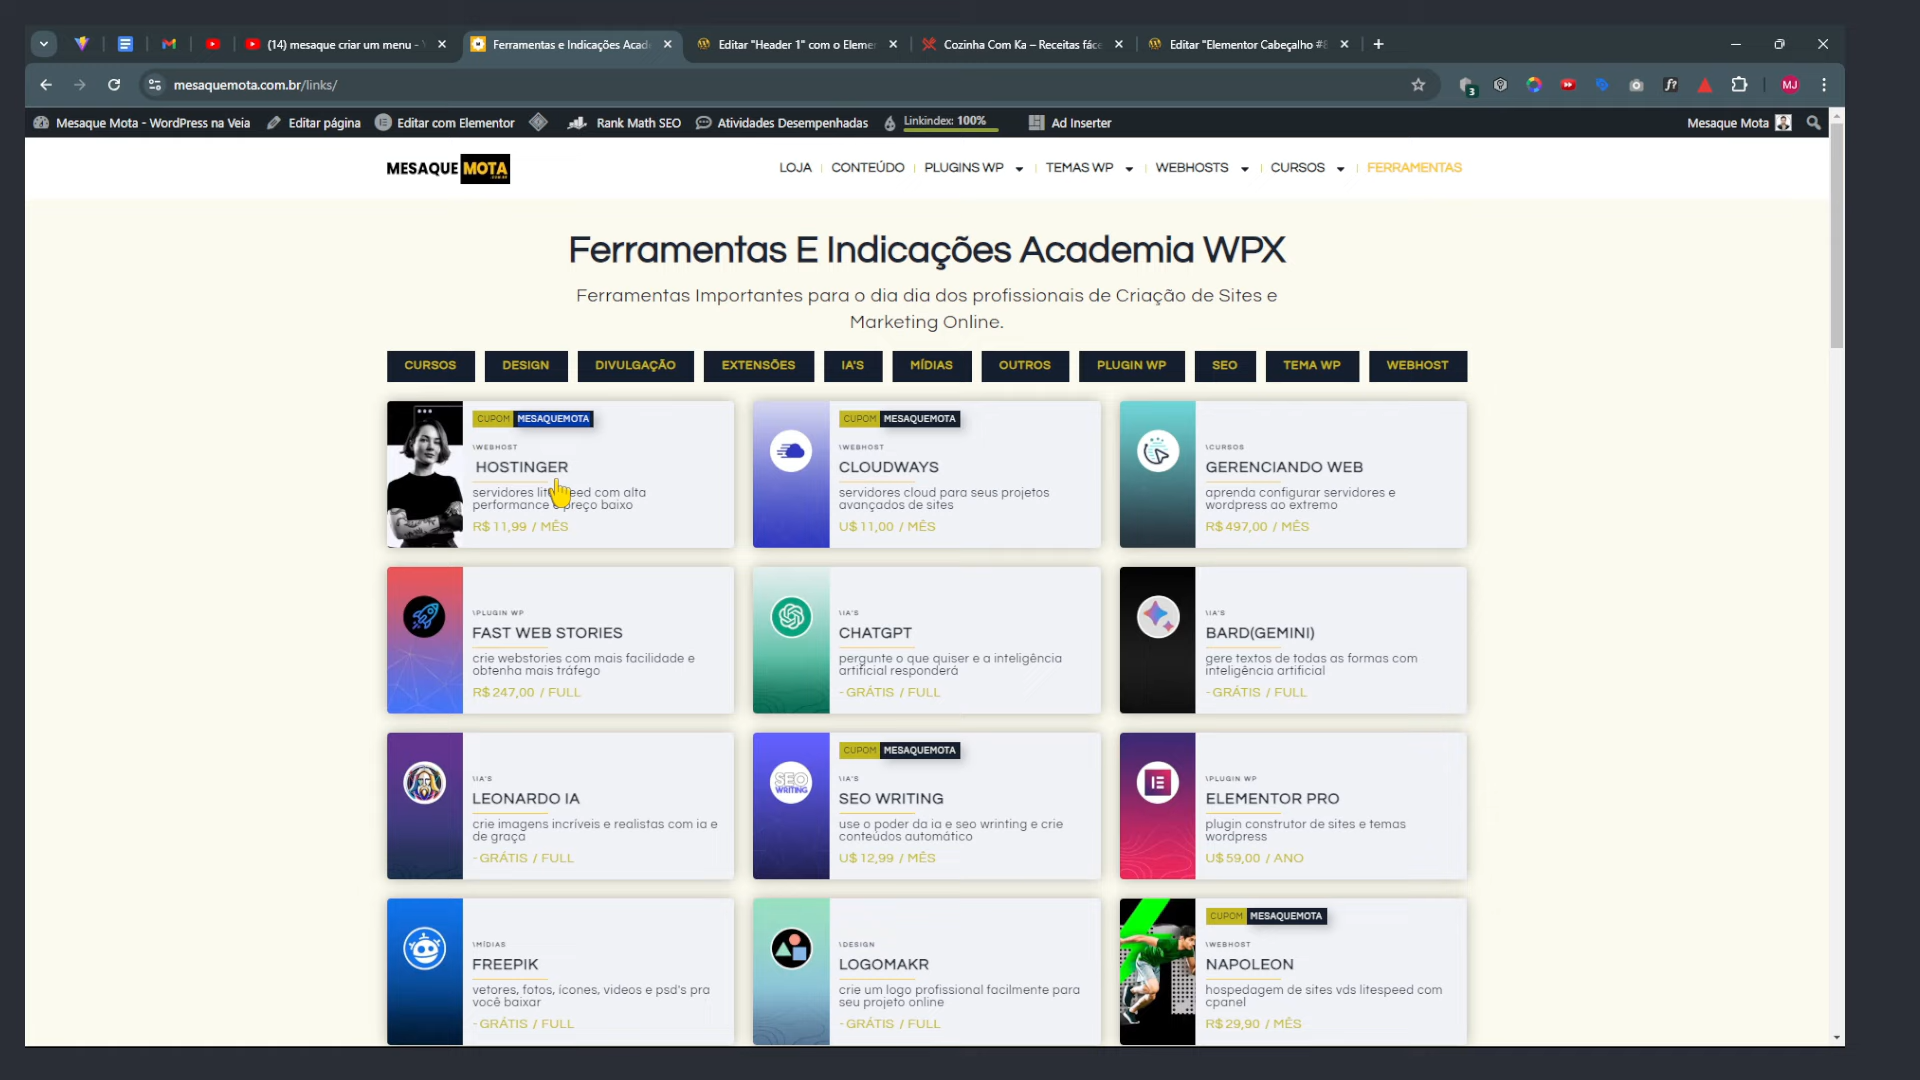 (14) mesaque criar um menu -
Ferramentas e Indicações Acad
Editar "Header 1" com o Eleme
Cozinha Com Ka – Receitas fác
Editar "Elementor Cabeçalho #8
mesaquemota.com.br/links/
3
f?
MJ
Mesaque Mota - WordPress na Veia
Editar página
Editar com Elementor
Rank Math SEO
Atividades Desempenhadas
Linkindex: 100%
Ad Inserter
Mesaque Mota
MESAQUE MOTA
LOJA
CONTEÚDO
PLUGINS WP
TEMAS WP
WEBHOSTS
CURSOS
FERRAMENTAS
Ferramentas E Indicações Academia WPX
Ferramentas Importantes para o dia dia dos profissionais de Criação de Sites e
Marketing Online.
CURSOS
DESIGN
DIVULGAÇÃO
EXTENSÕES
IA'S
MÍDIAS
OUTROS
PLUGIN WP
SEO
TEMA WP
WEBHOST
CUPOM MESAQUEMOTA
\WEBHOST
HOSTINGER
servidores eed com alta
performance e preço baixo
R$ 11,99 / MÊS
CUPOM MESAQUEMOTA
\WEBHOST
CLOUDWAYS
servidores cloud para seus projetos
avançados de sites
U$ 11,00 / MÊS
\CURSOS
GERENCIANDO WEB
aprenda configurar servidores e
wordpress ao extremo
R$ 497,00 / MÊS
\PLUGIN WP
FAST WEB STORIES
crie webstories com mais facilidade e
obtenha mais tráfego
R$ 247,00 / FULL
\IA'S
CHATGPT
pergunte o que quiser e a inteligência
artificial responderá
- GRÁTIS / FULL
\IA'S
BARD(GEMINI)
gere textos de todas as formas com
inteligência artificial
- GRÁTIS / FULL
\IA'S
LEONARDO IA
crie imagens incríveis e realistas com ia e
de graça
- GRÁTIS / FULL
CUPOM MESAQUEMOTA
SEO
WRITING
\IA'S
SEO WRITING
use o poder da ia e seo wrinting e crie
conteúdos automático
U$ 12,99 / MÊS
\PLUGIN WP
ELEMENTOR PRO
plugin construtor de sites e temas
wordpress
U$ 59,00 / ANO
\MÍDIAS
FREEPIK
vetores, fotos, ícones, videos e psd's pra
você baixar
- GRÁTIS / FULL
\DESIGN
LOGOMAKR
crie um logo profissional facilmente para
seu projeto online
- GRÁTIS / FULL
CUPOM MESAQUEMOTA
\WEBHOST
NAPOLEON
hospedagem de sites vds litespeed com
cpanel
R$ 29,90 / MÊS